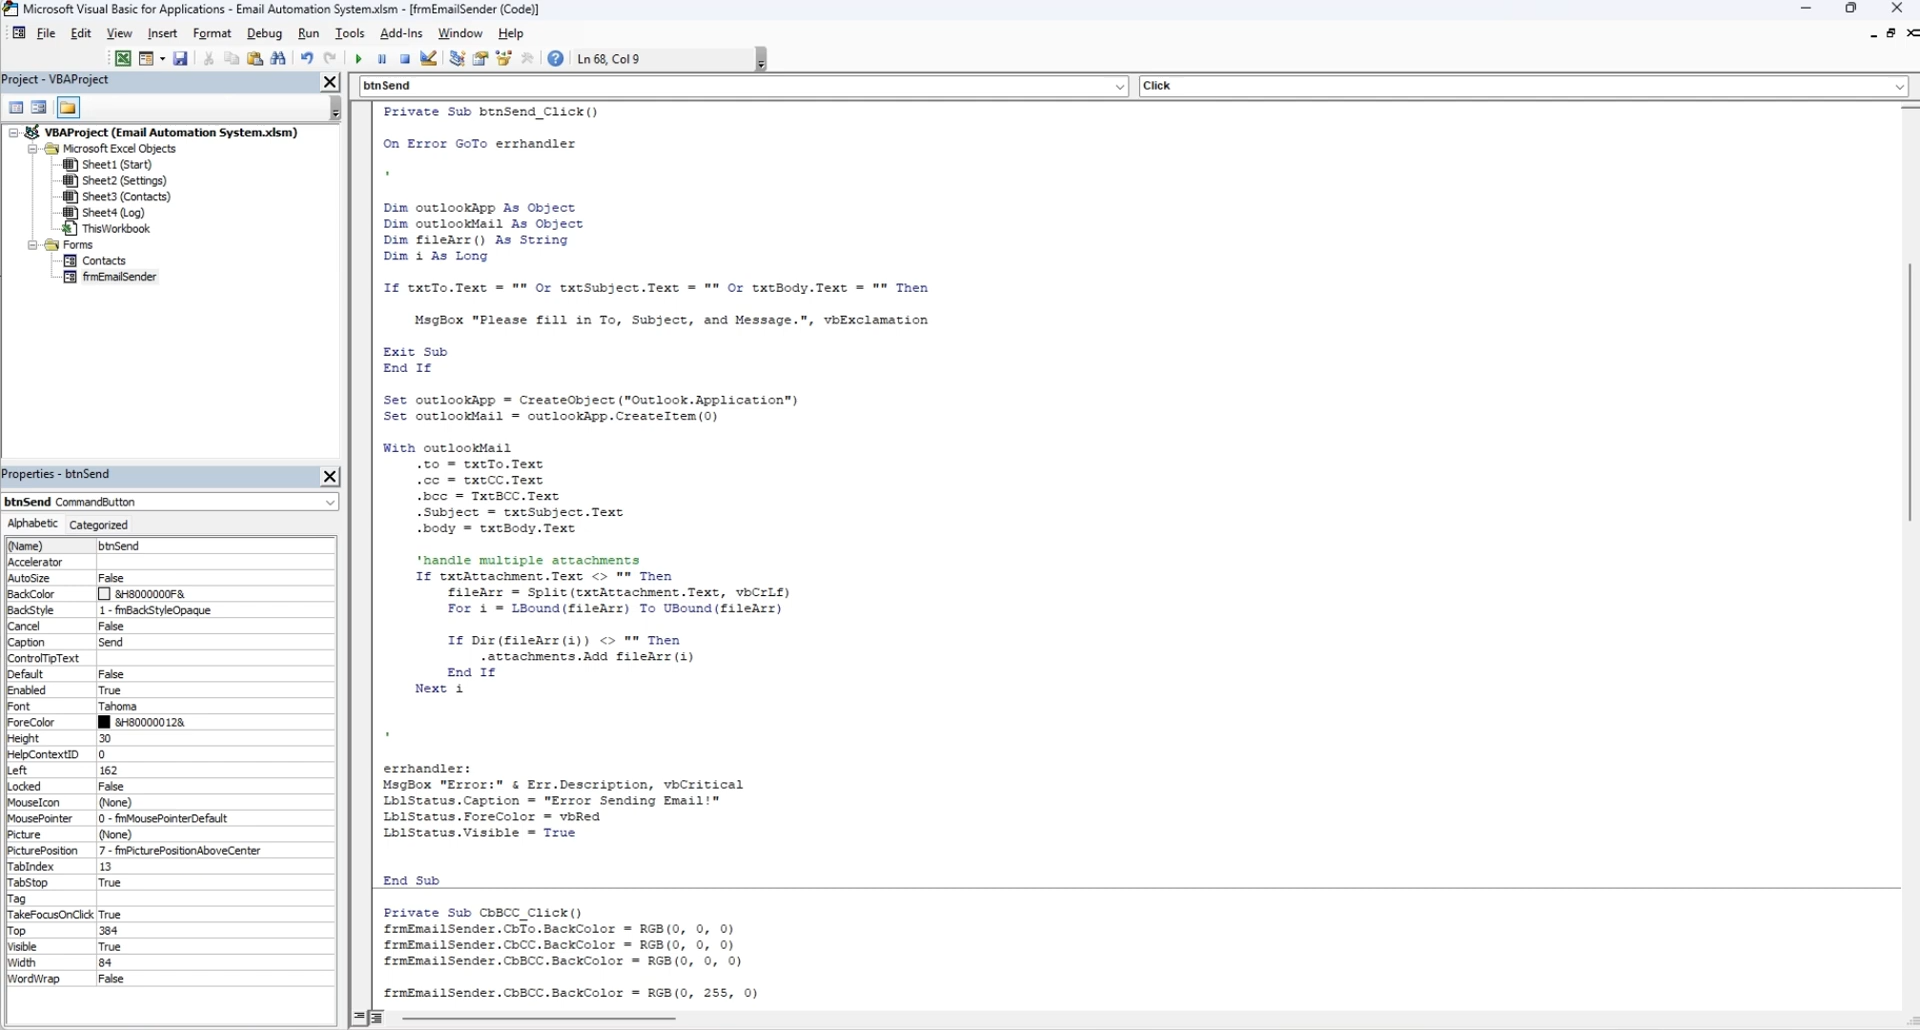 Microsoft Visual Basic for Applications - Email Automation System.xlsm - [frmEmailSender (Code)]
File Edit View Insert Format Debug Run Tools Add-Ins Window Help
Ln 68, Col 9
Project - VBAProject
VBAProject (Email Automation System.xlsm)
Microsoft Excel Objects
Sheet1 (Start)
Sheet2 (Settings)
Sheet3 (Contacts)
Sheet4 (Log)
ThisWorkbook
Forms
Contacts
frmEmailSender
Properties - btnSend
btnSend CommandButton
Alphabetic Categorized
(Name) btnSend
Accelerator
AutoSize False
BackColor &H8000000F&
BackStyle 1 - fmBackStyleOpaque
Cancel False
Caption Send
ControlTipText
Default False
Enabled True
Font Tahoma
ForeColor &H80000012&
Height 30
HelpContextID 0
Left 162
Locked False
MouseIcon (None)
MousePointer 0 - fmMousePointerDefault
Picture (None)
PicturePosition 7 - fmPicturePositionAboveCenter
TabIndex 13
TabStop True
Tag
TakeFocusOnClick True
Top 384
Visible True
Width 84
WordWrap False
btnSend Click
Private Sub btnSend_Click()
On Error GoTo errhandler
'
Dim outlookApp As Object
Dim outlookMail As Object
Dim fileArr() As String
Dim i As Long
If txtTo.Text = "" Or txtSubject.Text = "" Or txtBody.Text = "" Then
MsgBox "Please fill in To, Subject, and Message.", vbExclamation
Exit Sub
End If
Set outlookApp = CreateObject("Outlook.Application")
Set outlookMail = outlookApp.CreateItem(0)
With outlookMail
.to = txtTo.Text
.cc = txtCC.Text
.bcc = TxtBCC.Text
.Subject = txtSubject.Text
.body = txtBody.Text
'handle multiple attachments
If txtAttachment.Text <> "" Then
fileArr = Split(txtAttachment.Text, vbCrLf)
For i = LBound(fileArr) To UBound(fileArr)
If Dir(fileArr(i)) <> "" Then
.attachments.Add fileArr(i)
End If
Next i
'
errhandler:
MsgBox "Error:" & Err.Description, vbCritical
LblStatus.Caption = "Error Sending Email!"
LblStatus.ForeColor = vbRed
LblStatus.Visible = True
End Sub
Private Sub CbBCC_Click()
frmEmailSender.CbTo.BackColor = RGB(0, 0, 0)
frmEmailSender.CbCC.BackColor = RGB(0, 0, 0)
frmEmailSender.CbBCC.BackColor = RGB(0, 0, 0)
frmEmailSender.CbBCC.BackColor = RGB(0, 255, 0)